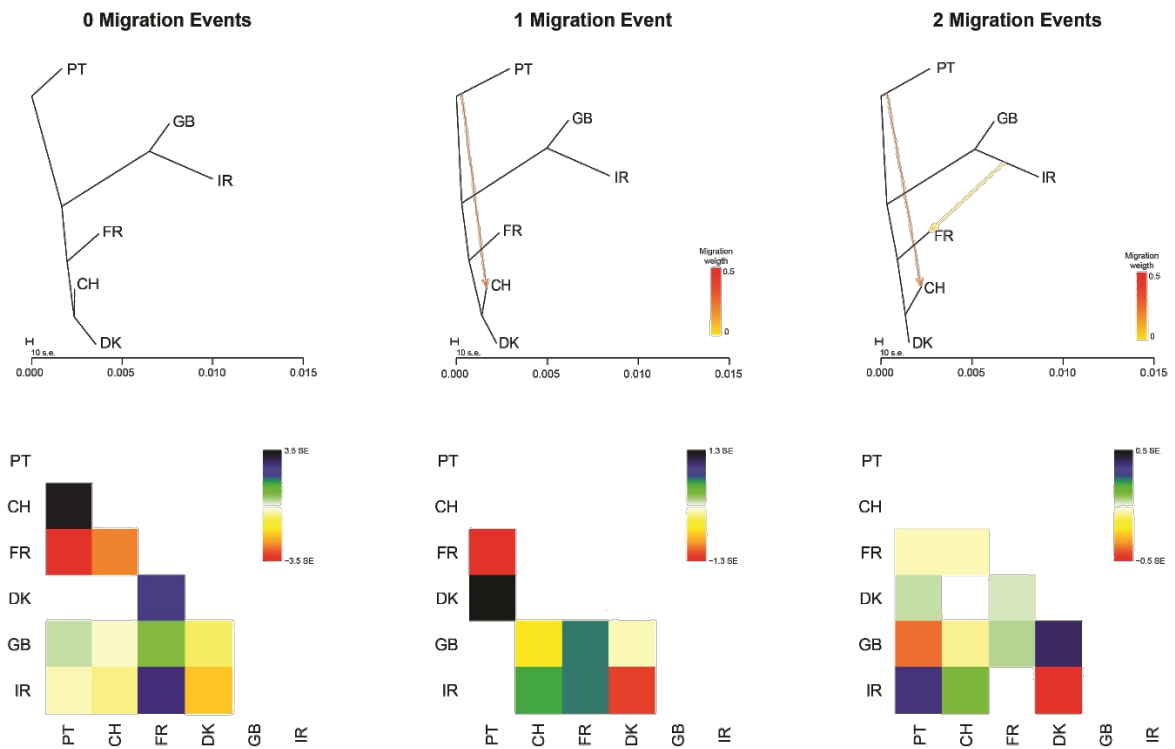 0 Migration Events
1 Migration Event
2 Migration Events
PT
GB
IR
FR
CH
DK
10 s.e.
0.000 0.005 0.010 0.015
PT
GB
IR
FR
CH
DK
Migration
weigth
0.5
0
10 s.e.
0.000 0.005 0.010 0.015
PT
GB
IR
FR
CH
DK
Migration
weigth
0.5
0
10 s.e.
0.000 0.005 0.010 0.015
PT
CH
FR
DK
GB
IR
3.5 SE
−3.5 SE
PT CH FR DK GB IR
PT
CH
FR
DK
GB
IR
1.3 SE
−1.3 SE
PT CH FR DK GB IR
PT
CH
FR
DK
GB
IR
0.5 SE
−0.5 SE
PT CH FR DK GB IR